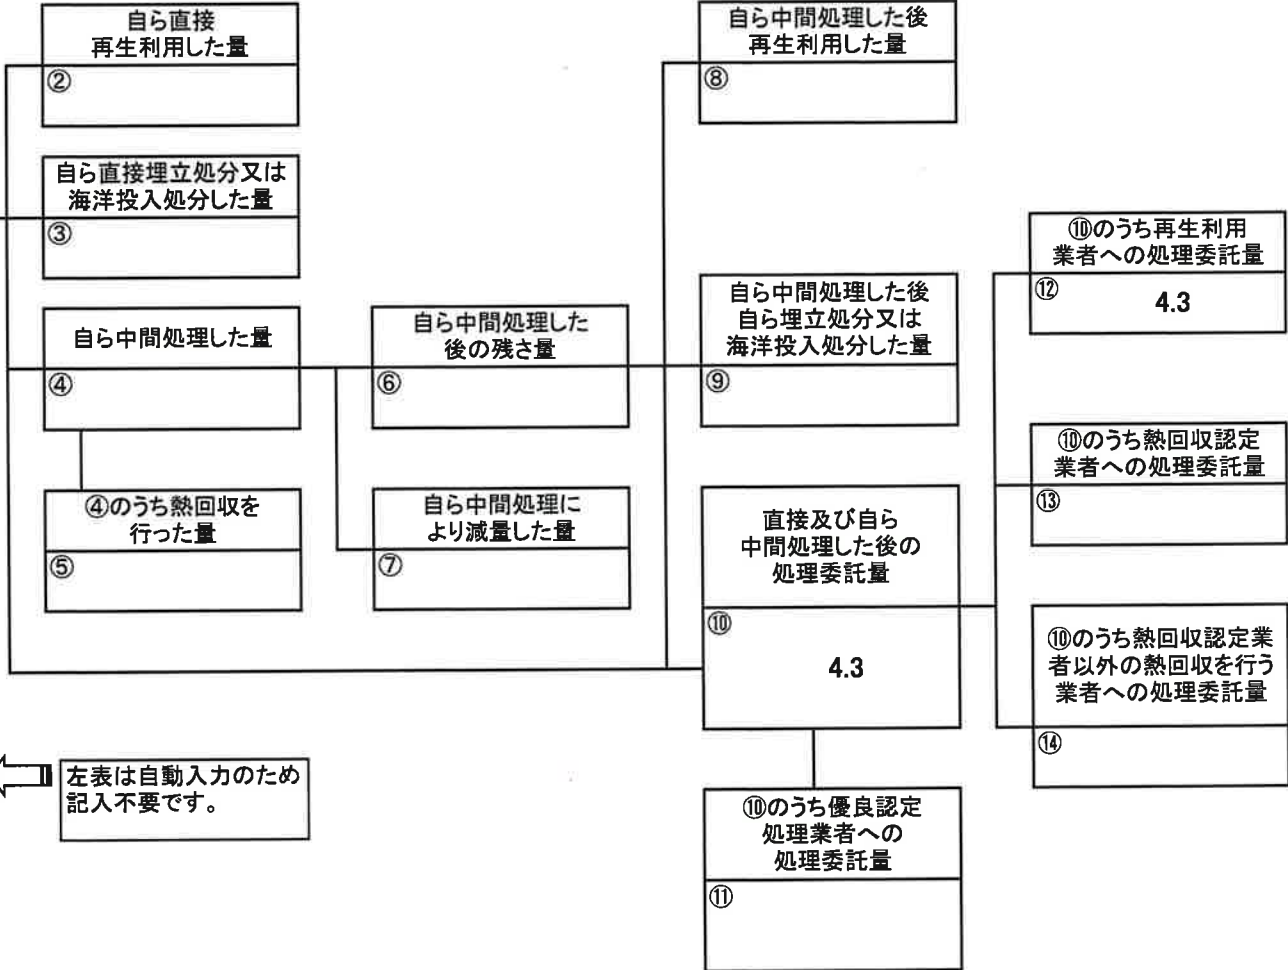 自ら直接
再生利用した量
②
自ら直接埋立処分又は
海洋投入処分した量
③
自ら中間処理した量
④
④のうち熱回収を
行った量
⑤
自ら中間処理した
後の残さ量
⑥
自ら中間処理に
より減量した量
⑦
自ら中間処理した後
再生利用した量
⑧
自ら中間処理した後
自ら埋立処分又は
海洋投入処分した量
⑨
直接及び自ら
中間処理した後の
処理委託量
⑩
4.3
⑩のうち優良認定
処理業者への
処理委託量
⑪
⑩のうち再生利用
業者への処理委託量
⑫
4.3
⑩のうち熱回収認定
業者への処理委託量
⑬
⑩のうち熱回収認定業
者以外の熱回収を行う
業者への処理委託量
⑭
左表は自動入力のため
記入不要です。